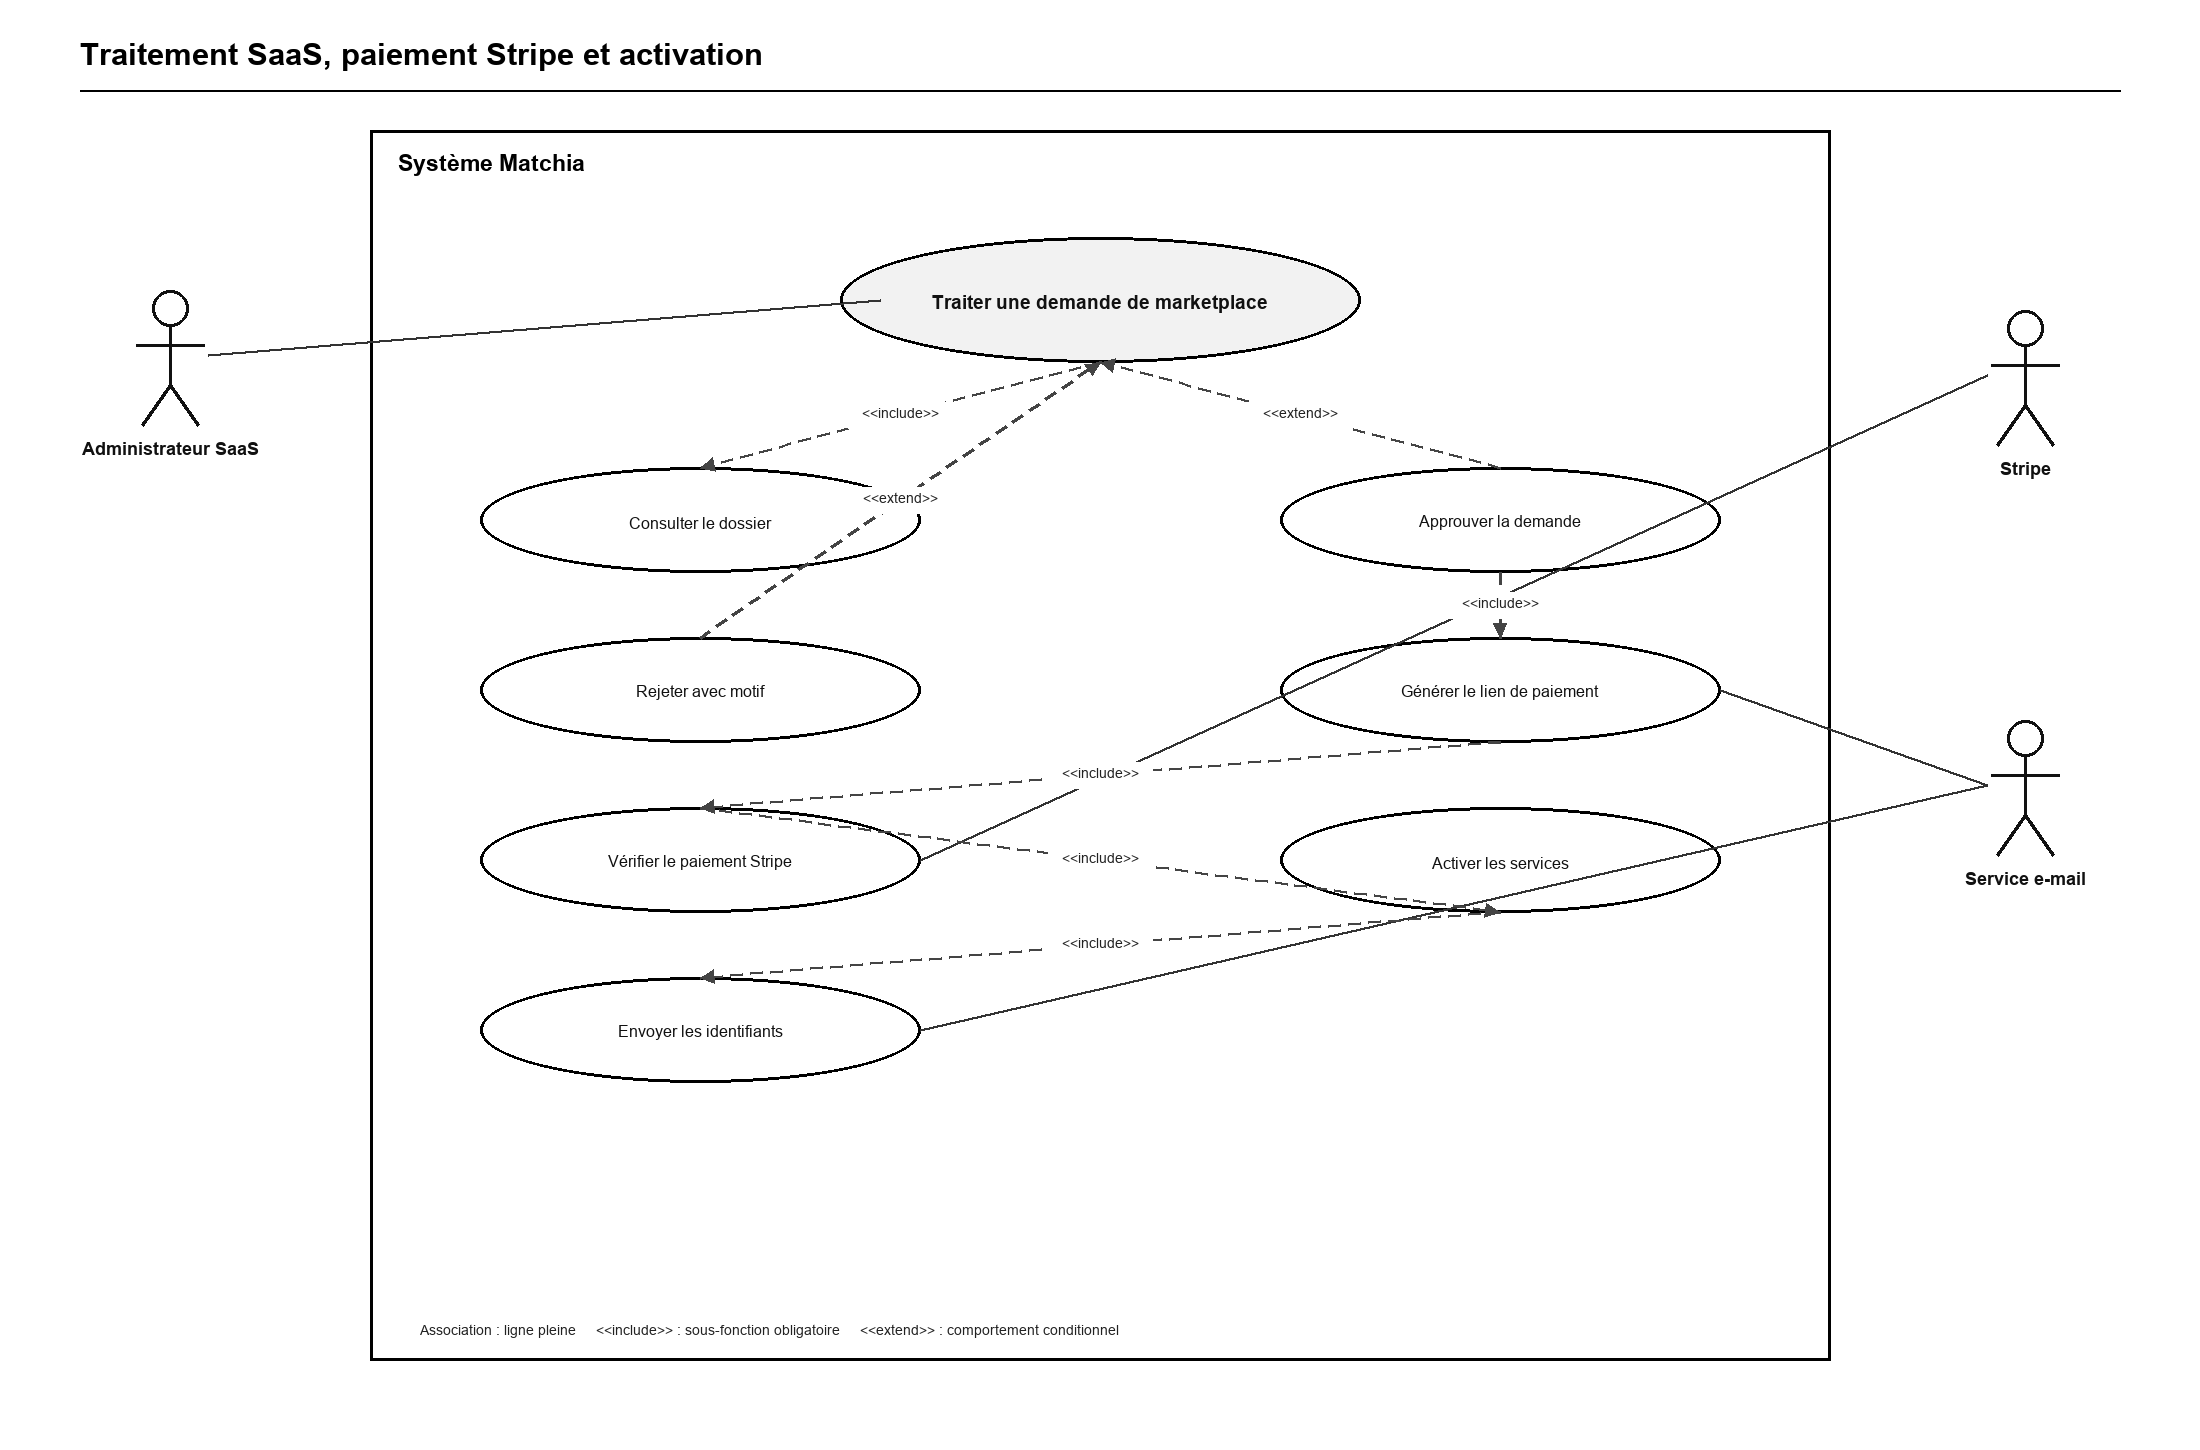 Traitement SaaS, paiement Stripe et activation
Système Matchia
Traiter une demande de marketplace
Administrateur SaaS
<<include>>
<<extend>>
Stripe
<<extend>>
Consulter le dossier
Approuver la demande
<<include>>
Rejeter avec motif
Générer le lien de paiement
<<include>>
Vérifier le paiement Stripe
<<include>>
Activer les services
Service e-mail
<<include>>
Envoyer les identifiants
Association : ligne pleine <<include>> : sous-fonction obligatoire <<extend>> : comportement conditionnel